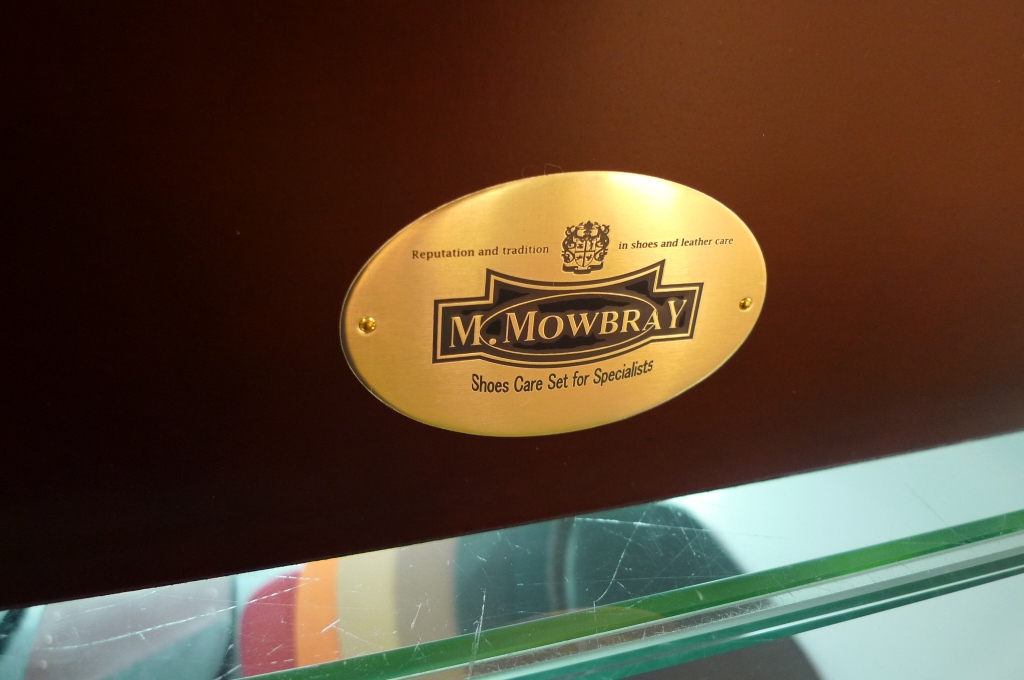 Reputation and tradition in shoes and leather care
M. MOWBRAY
Shoes Care Set for Specialists